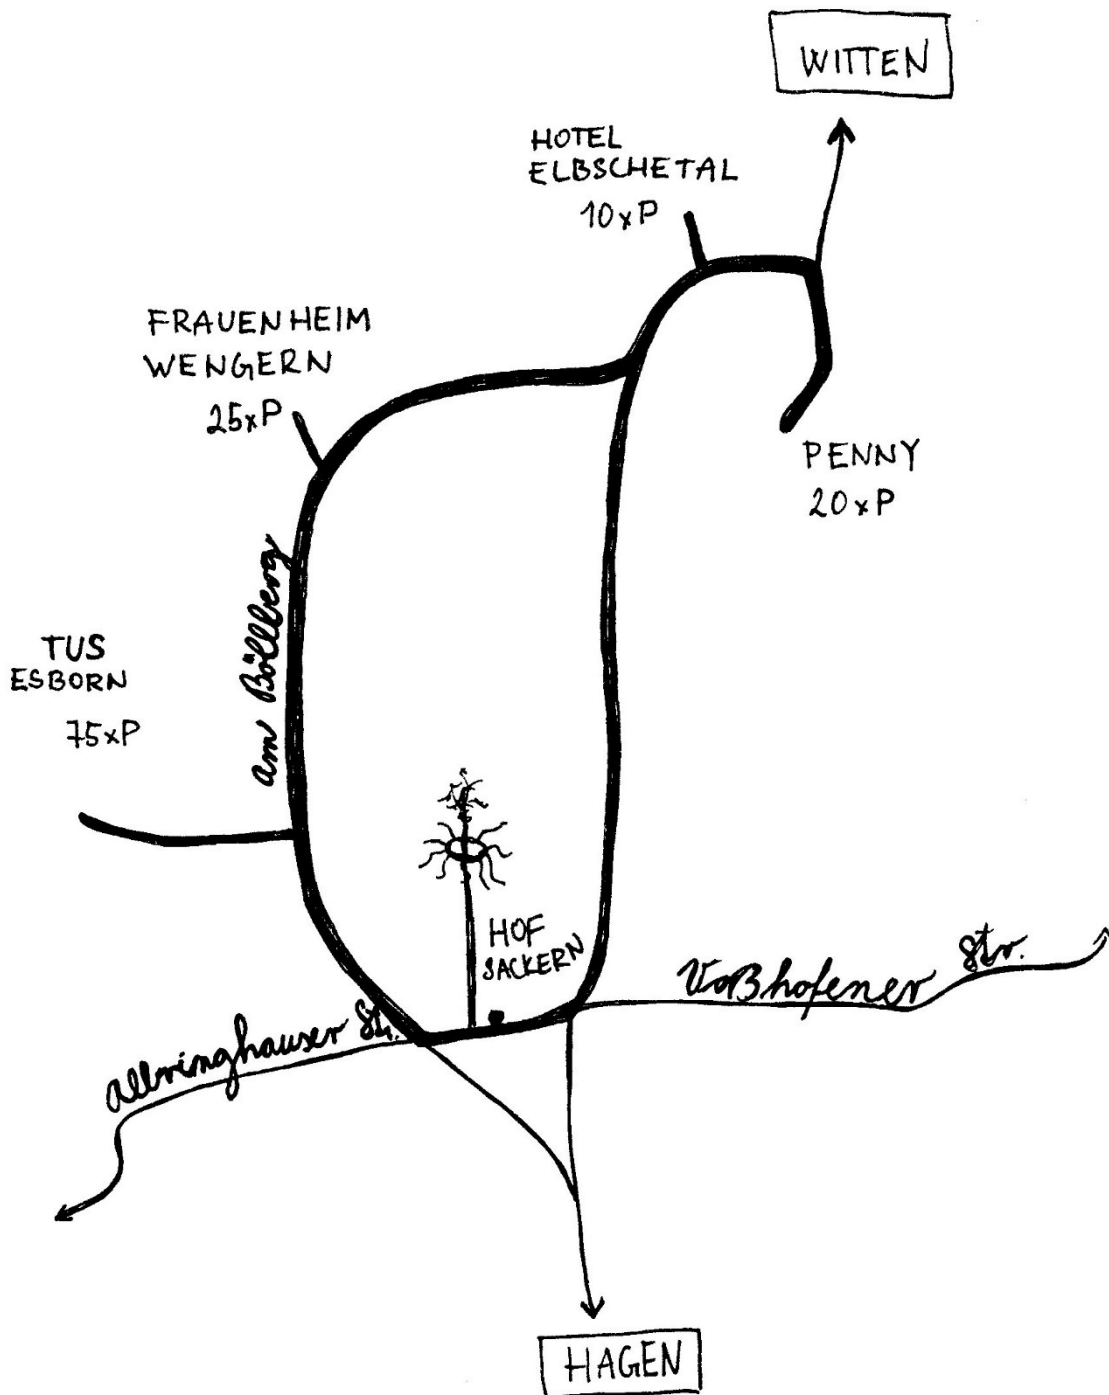 WITTEN
HOTEL
ELBSCHETAL
10xP
FRAUENHEIM
WENGERN
25xP
PENNY
20xP
am Böllberg
TUS
ESBORN
75xP
HOF
SACKERN
Voßhofener Str.
Albringhauser Str.
HAGEN